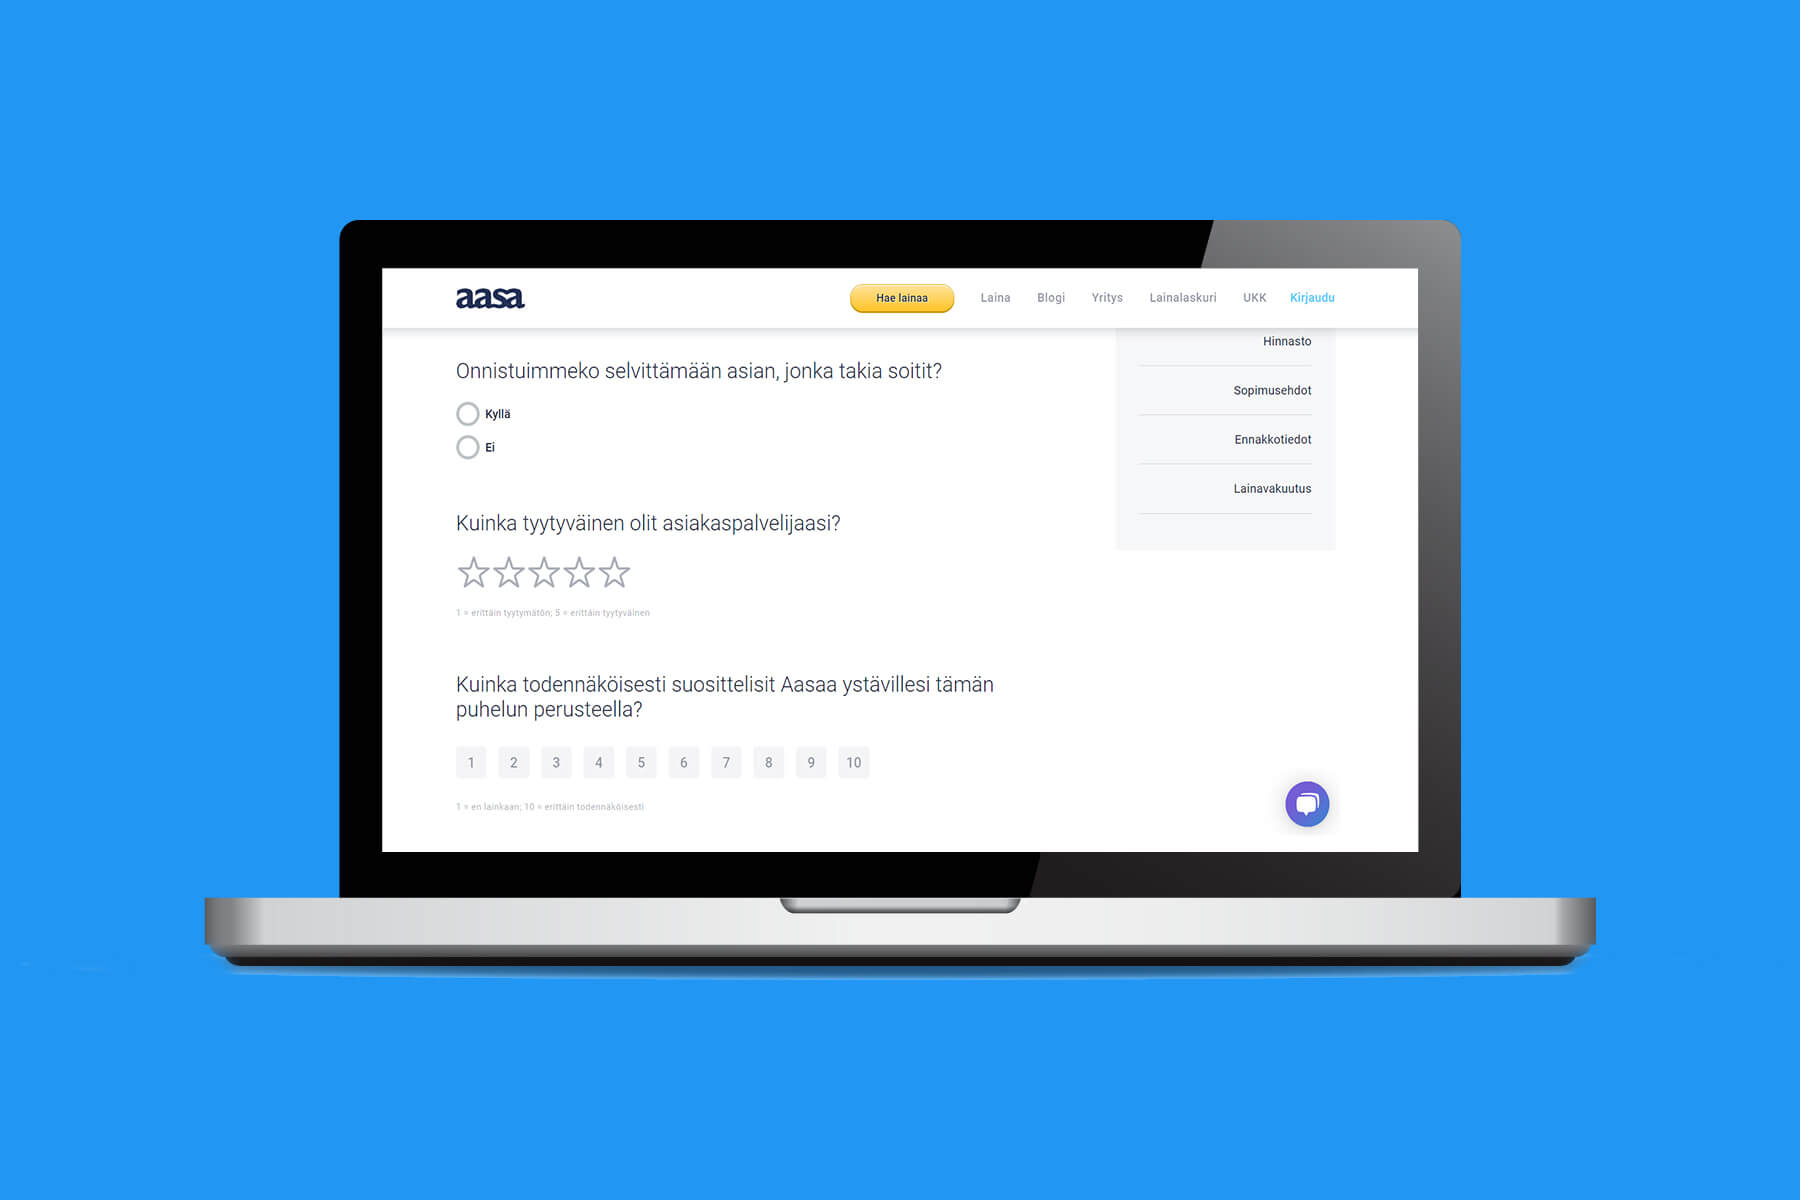 aasa
Hae lainaa
Laina
Blogi
Yritys
Lainalaskuri
UKK
Kirjaudu
Hinnasto
Sopimusehdot
Ennakkotiedot
Lainavakuutus
Onnistuimmeko selvittämään asian, jonka takia soitit?
Kyllä
Ei
Kuinka tyytyväinen olit asiakaspalvelijaasi?
1 = erittäin tyytymätön; 5 = erittäin tyytyväinen
Kuinka todennäköisesti suosittelisit Aasaa ystävillesi tämän
puhelun perusteella?
1 2 3 4 5 6 7 8 9 10
1 = en lainkaan; 10 = erittäin todennäköisesti